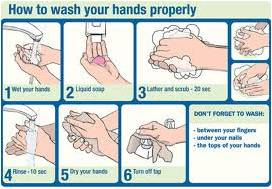 How to wash your hands properly
1 Wet your hands
2 Liquid soap
3 Lather and scrub - 20 sec
4 Rinse - 10 sec
5 Dry your hands
6 Turn off tap
DON'T FORGET TO WASH:
- between your fingers
- under your nails
- the tops of your hands